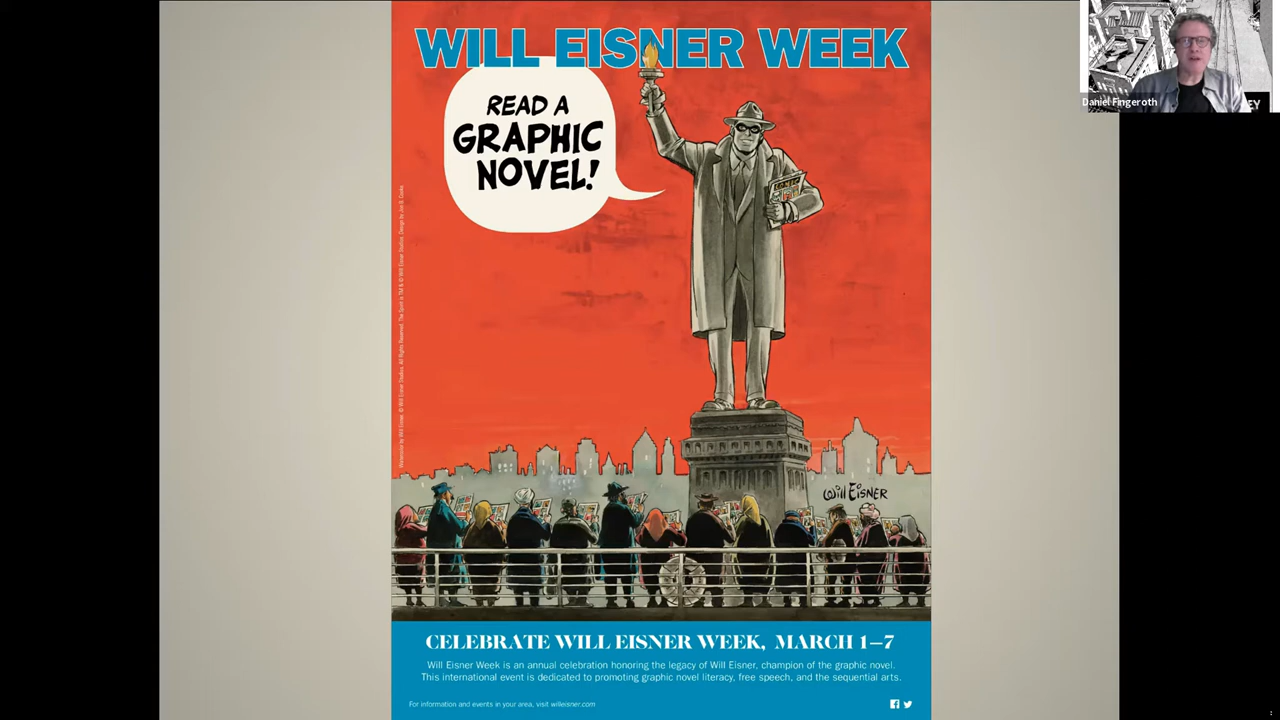 WILL EISNER WEEK
READ A
GRAPHIC
NOVEL!
Will EISNER
CELEBRATE WILL EISNER WEEK, MARCH 1–7
Will Eisner Week is an annual celebration honoring the legacy of Will Eisner, champion of the graphic novel.
This international event is dedicated to promoting graphic novel literacy, free speech, and the sequential arts.
For information and events in your area, visit willeisner.com
Daniel Fingeroth
EY